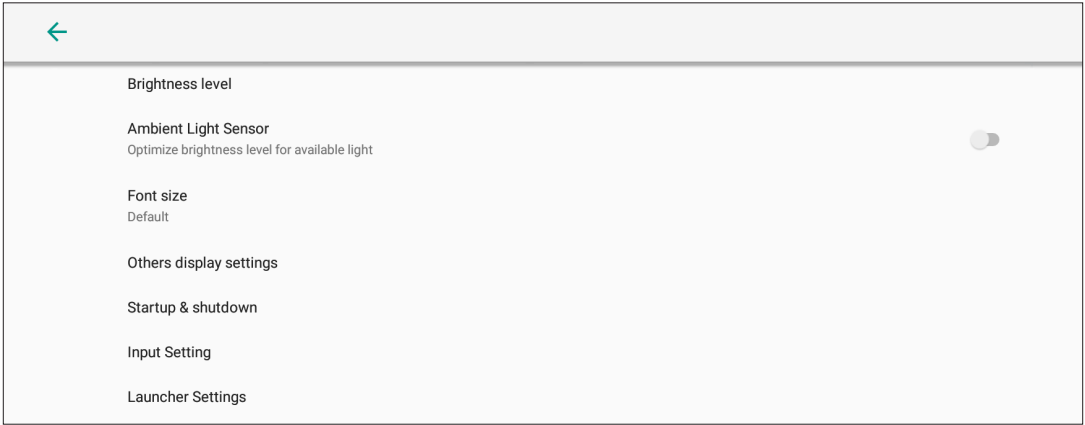 Brightness level
Ambient Light Sensor
Optimize brightness level for available light
Font size
Default
Others display settings
Startup & shutdown
Input Setting
Launcher Settings